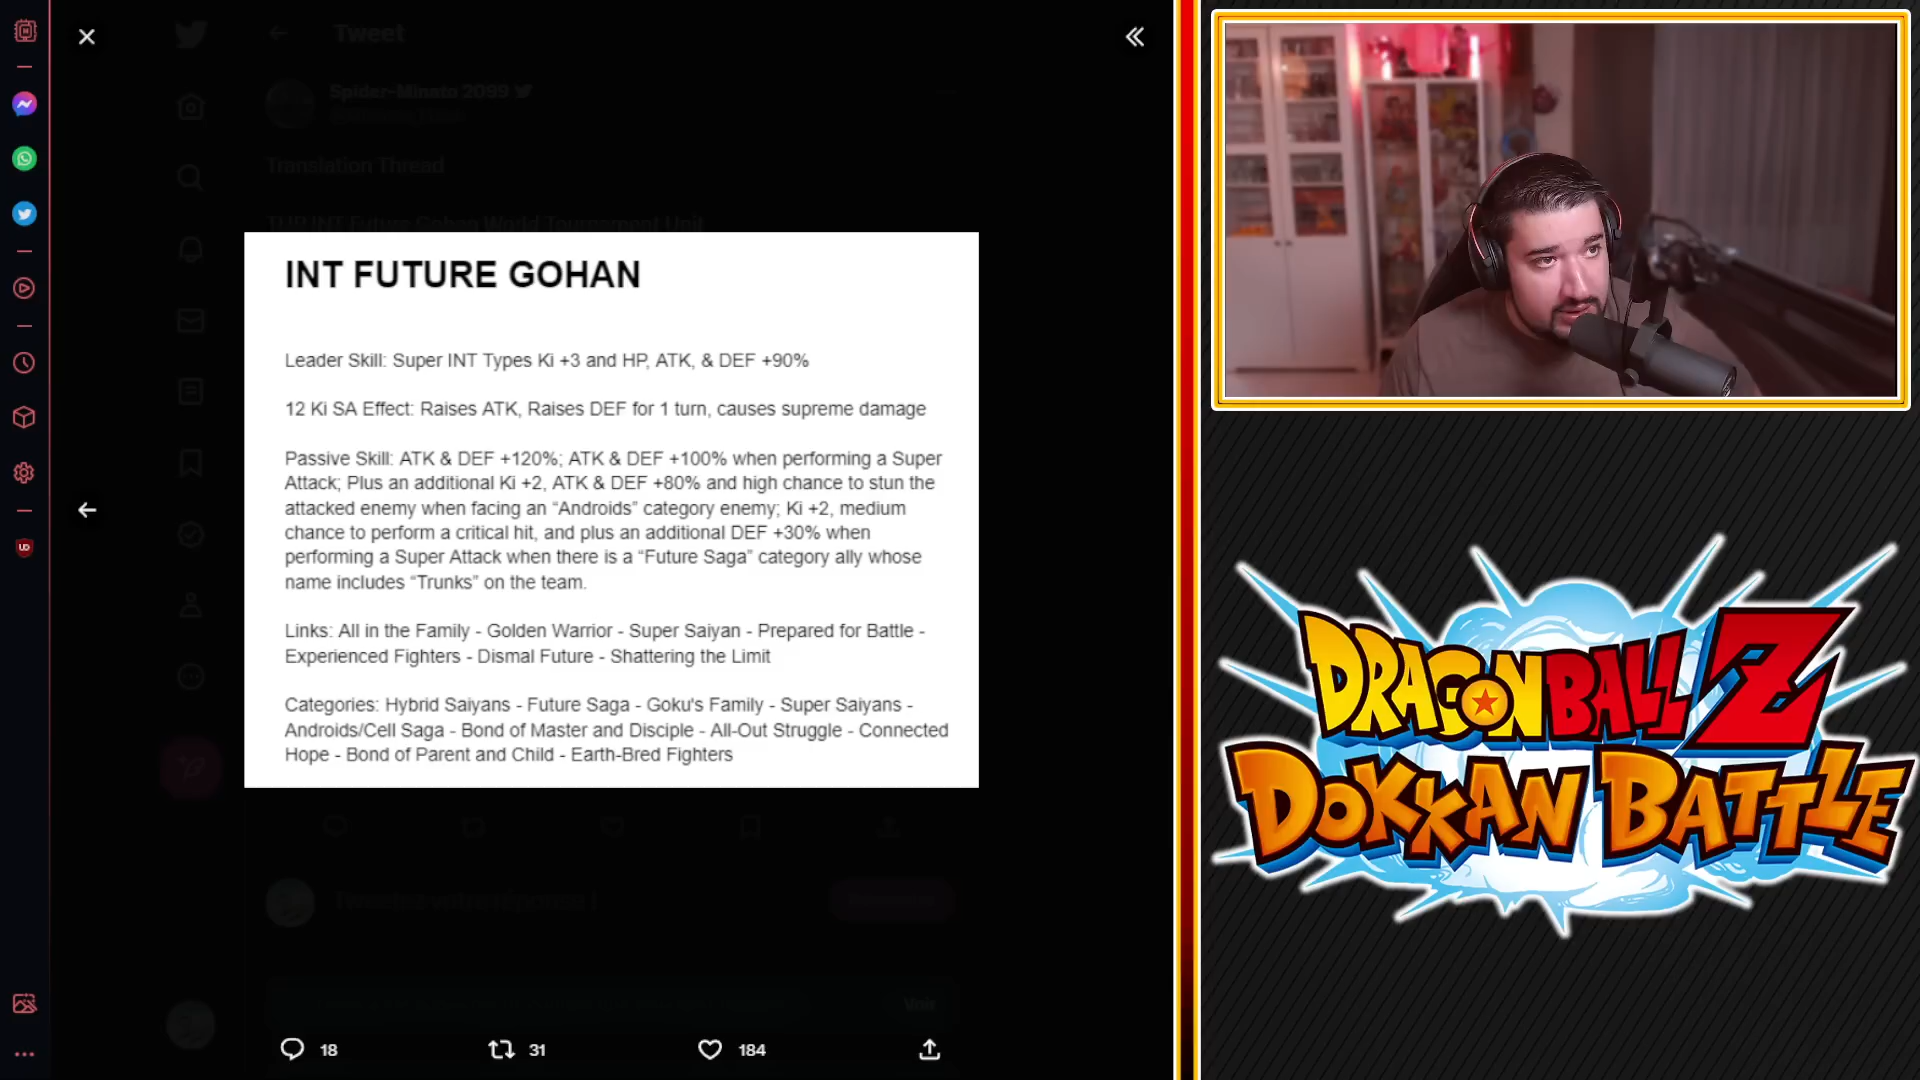 Tweet
Spider-Minato 2099
Translation Thread
INT FUTURE GOHAN
Leader Skill: Super INT Types Ki +3 and HP, ATK, & DEF +90%
12 Ki SA Effect: Raises ATK, Raises DEF for 1 turn, causes supreme damage
Passive Skill: ATK & DEF +120%; ATK & DEF +100% when performing a Super
Attack; Plus an additional Ki +2, ATK & DEF +80% and high chance to stun the
attacked enemy when facing an “Androids” category enemy; Ki +2, medium
chance to perform a critical hit, and plus an additional DEF +30% when
performing a Super Attack when there is a “Future Saga” category ally whose
name includes “Trunks” on the team.
Links: All in the Family - Golden Warrior - Super Saiyan - Prepared for Battle -
Experienced Fighters - Dismal Future - Shattering the Limit
Categories: Hybrid Saiyans - Future Saga - Goku's Family - Super Saiyans -
Androids/Cell Saga - Bond of Master and Disciple - All-Out Struggle - Connected
Hope - Bond of Parent and Child - Earth-Bred Fighters
18 31 184
DRAGON BALL Z
DOKKAN BATTLE